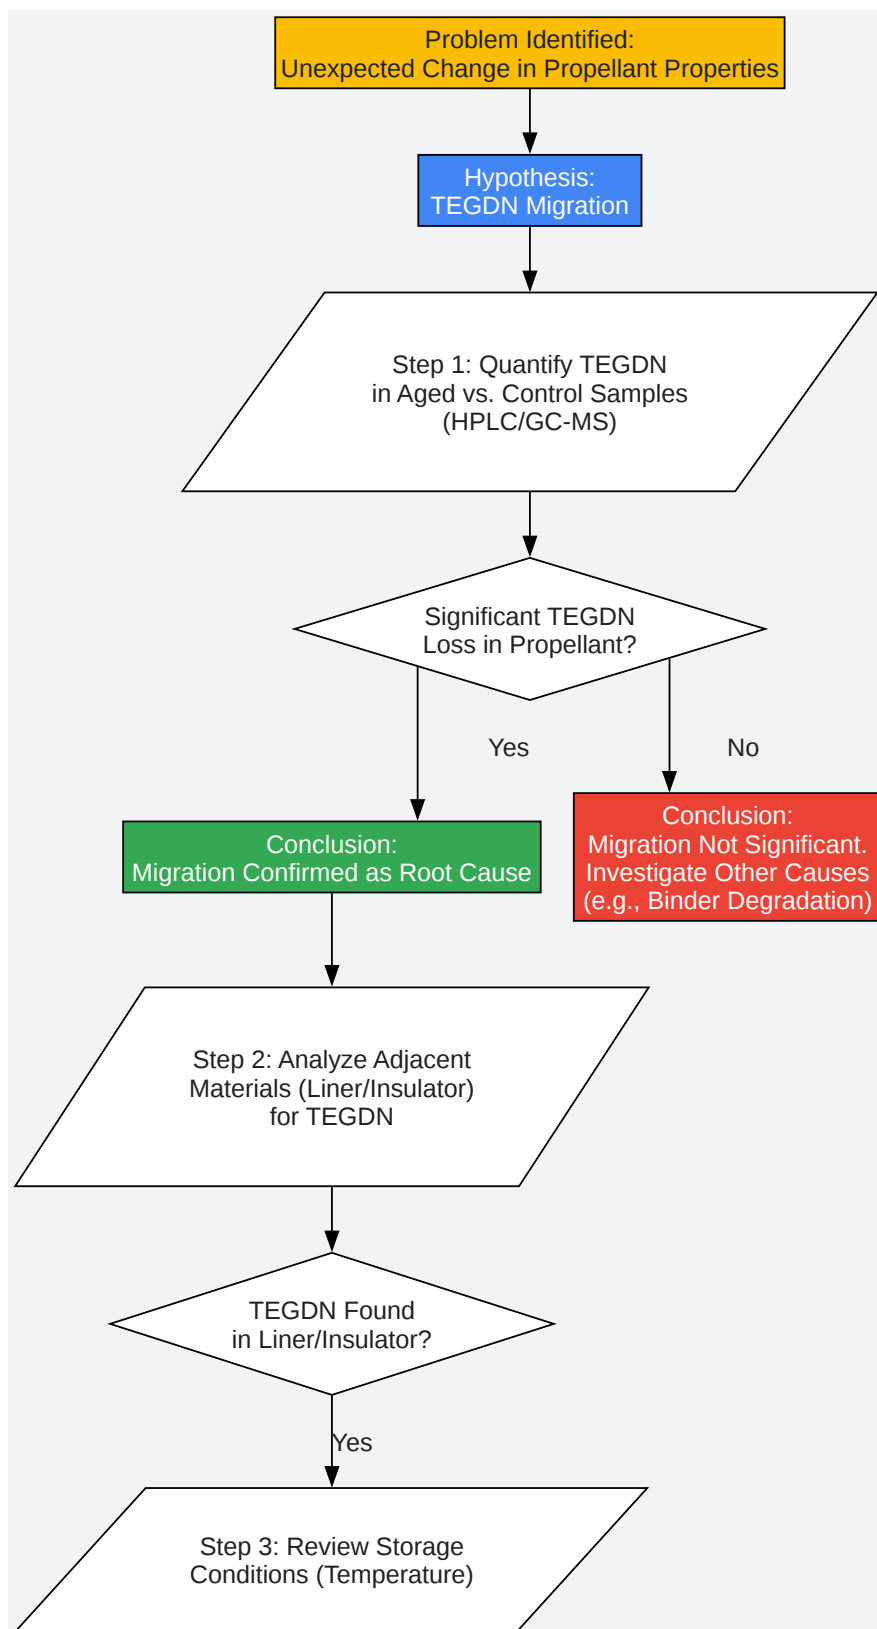 Problem Identified:
Unexpected Change in Propellant Properties
Hypothesis:
TEGDN Migration
Step 1: Quantify TEGDN
in Aged vs. Control Samples
(HPLC/GC-MS)
Significant TEGDN
Loss in Propellant?
Yes
No
Conclusion:
Migration Confirmed as Root Cause
Conclusion:
Migration Not Significant.
Investigate Other Causes
(e.g., Binder Degradation)
Step 2: Analyze Adjacent
Materials (Liner/Insulator)
for TEGDN
TEGDN Found
in Liner/Insulator?
Yes
Step 3: Review Storage
Conditions (Temperature)